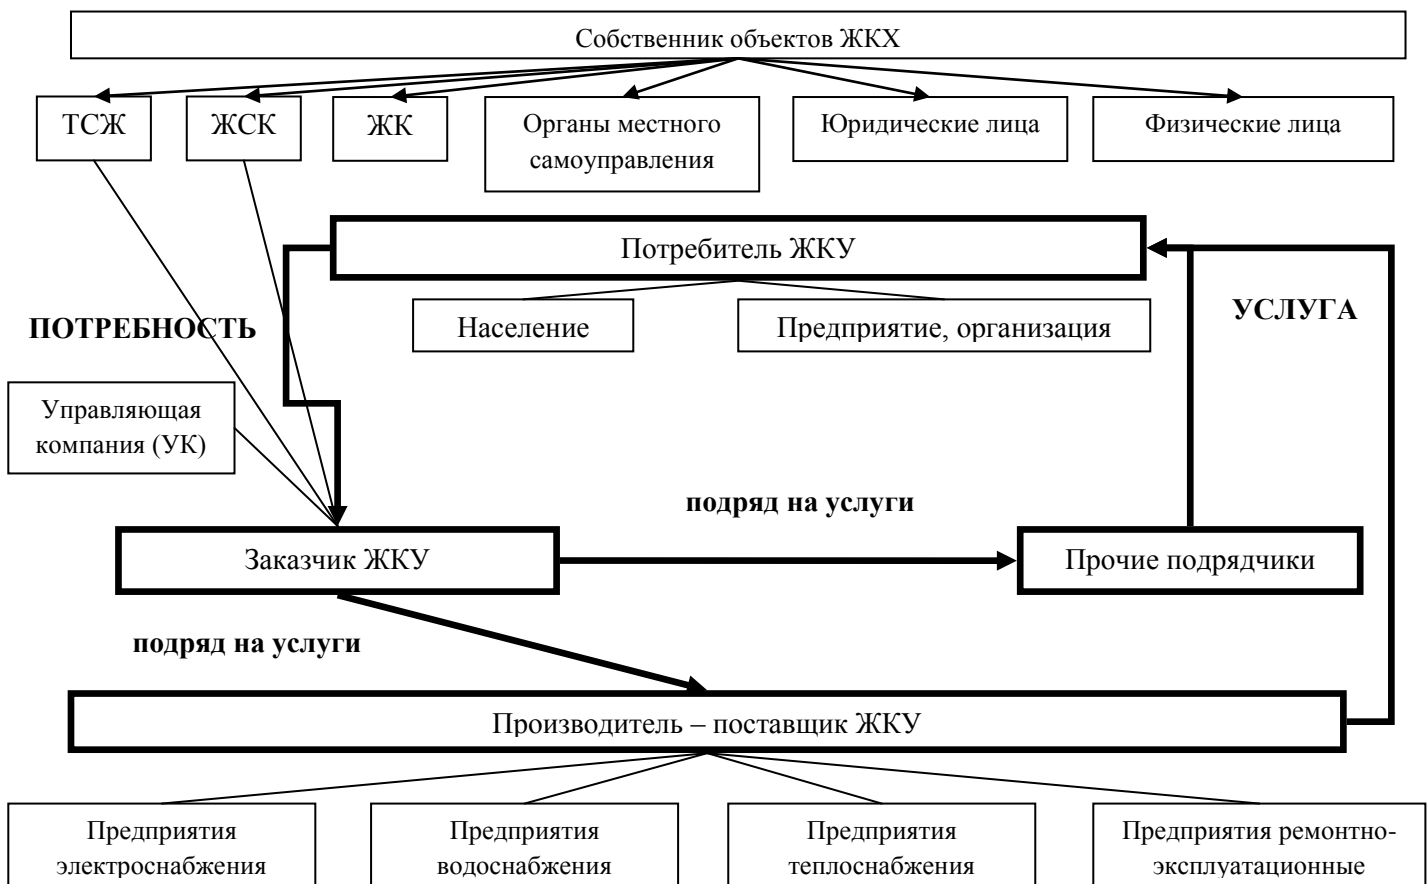 Собственник объектов ЖКХ
ТСЖ
ЖСК
ЖК
Органы местного
самоуправления
Юридические лица
Физические лица
Потребитель ЖКУ
Население
Предприятие, организация
ПОТРЕБНОСТЬ
УСЛУГА
Управляющая
компания (УК)
подряд на услуги
Заказчик ЖКУ
Прочие подрядчики
подряд на услуги
Производитель – поставщик ЖКУ
Предприятия
электроснабжения
Предприятия
водоснабжения
Предприятия
теплоснабжения
Предприятия ремонтно-
эксплуатационные